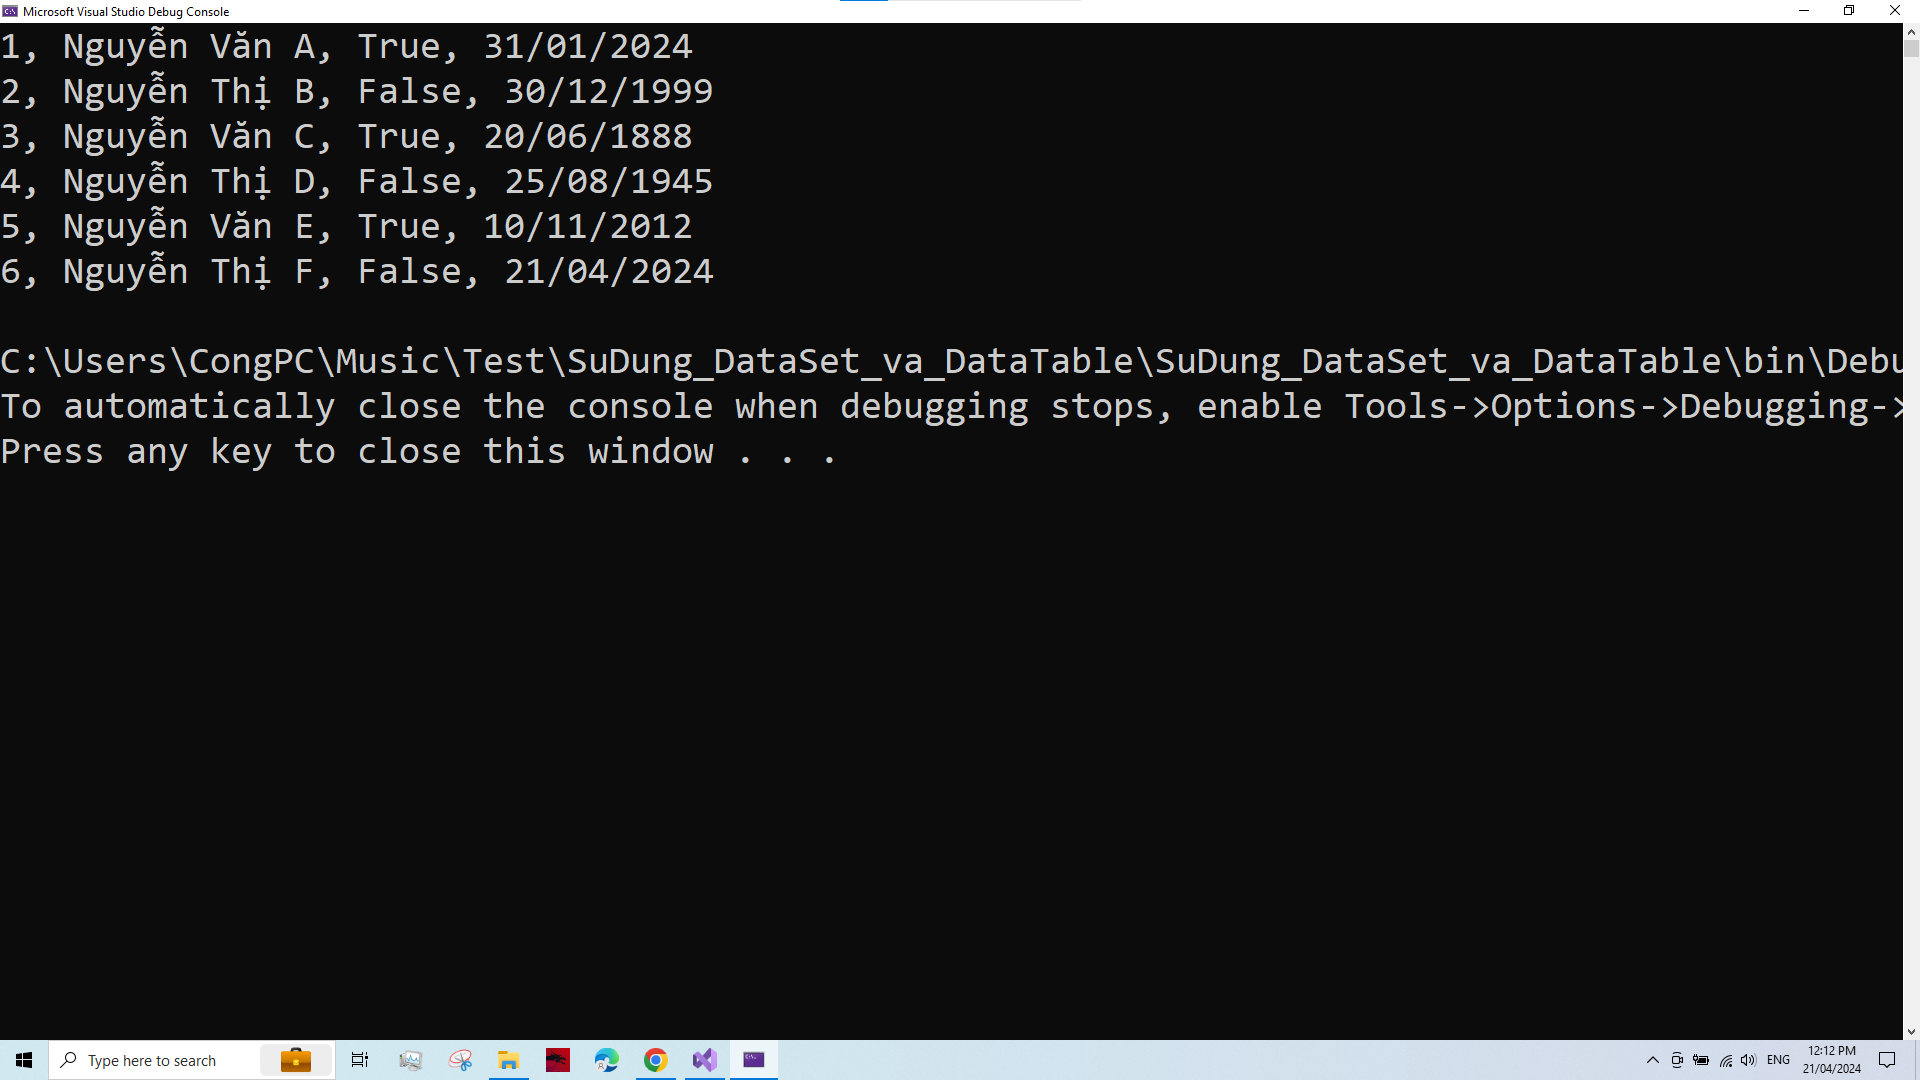 Microsoft Visual Studio Debug Console
1, Nguyễn Văn A, True, 31/01/2024
2, Nguyễn Thị B, False, 30/12/1999
3, Nguyễn Văn C, True, 20/06/1888
4, Nguyễn Thị D, False, 25/08/1945
5, Nguyễn Văn E, True, 10/11/2012
6, Nguyễn Thị F, False, 21/04/2024
C:\Users\CongPC\Music\Test\SuDung_DataSet_va_DataTable\SuDung_DataSet_va_DataTable\bin\Debu
To automatically close the console when debugging stops, enable Tools->Options->Debugging->
Press any key to close this window . . .
Type here to search
ENG
12:12 PM
21/04/2024